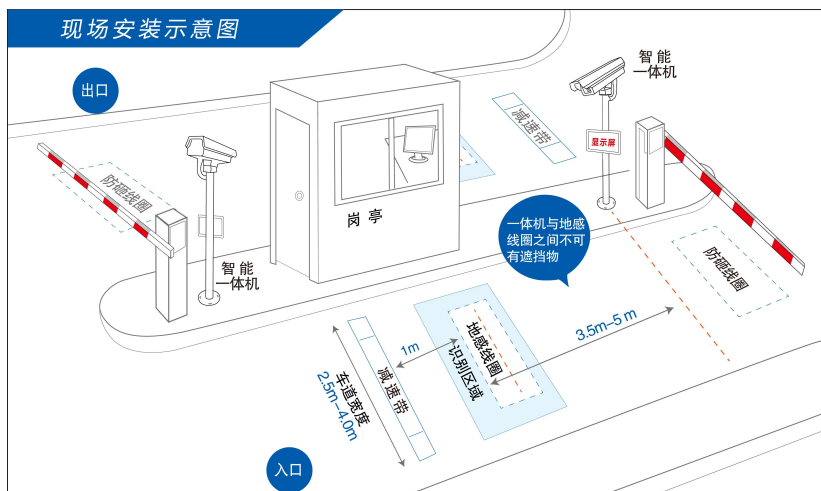 现场安装示意图
出口
智能
一体机
减速带
显示屏
防砸线圈
岗亭
一体机与地感
线圈之间不可
有遮挡物
智能
一体机
防砸线圈
3.5m-5m
1m
地感线圈
识别区域
减速带
车道宽度
2.5m-4.0m
入口